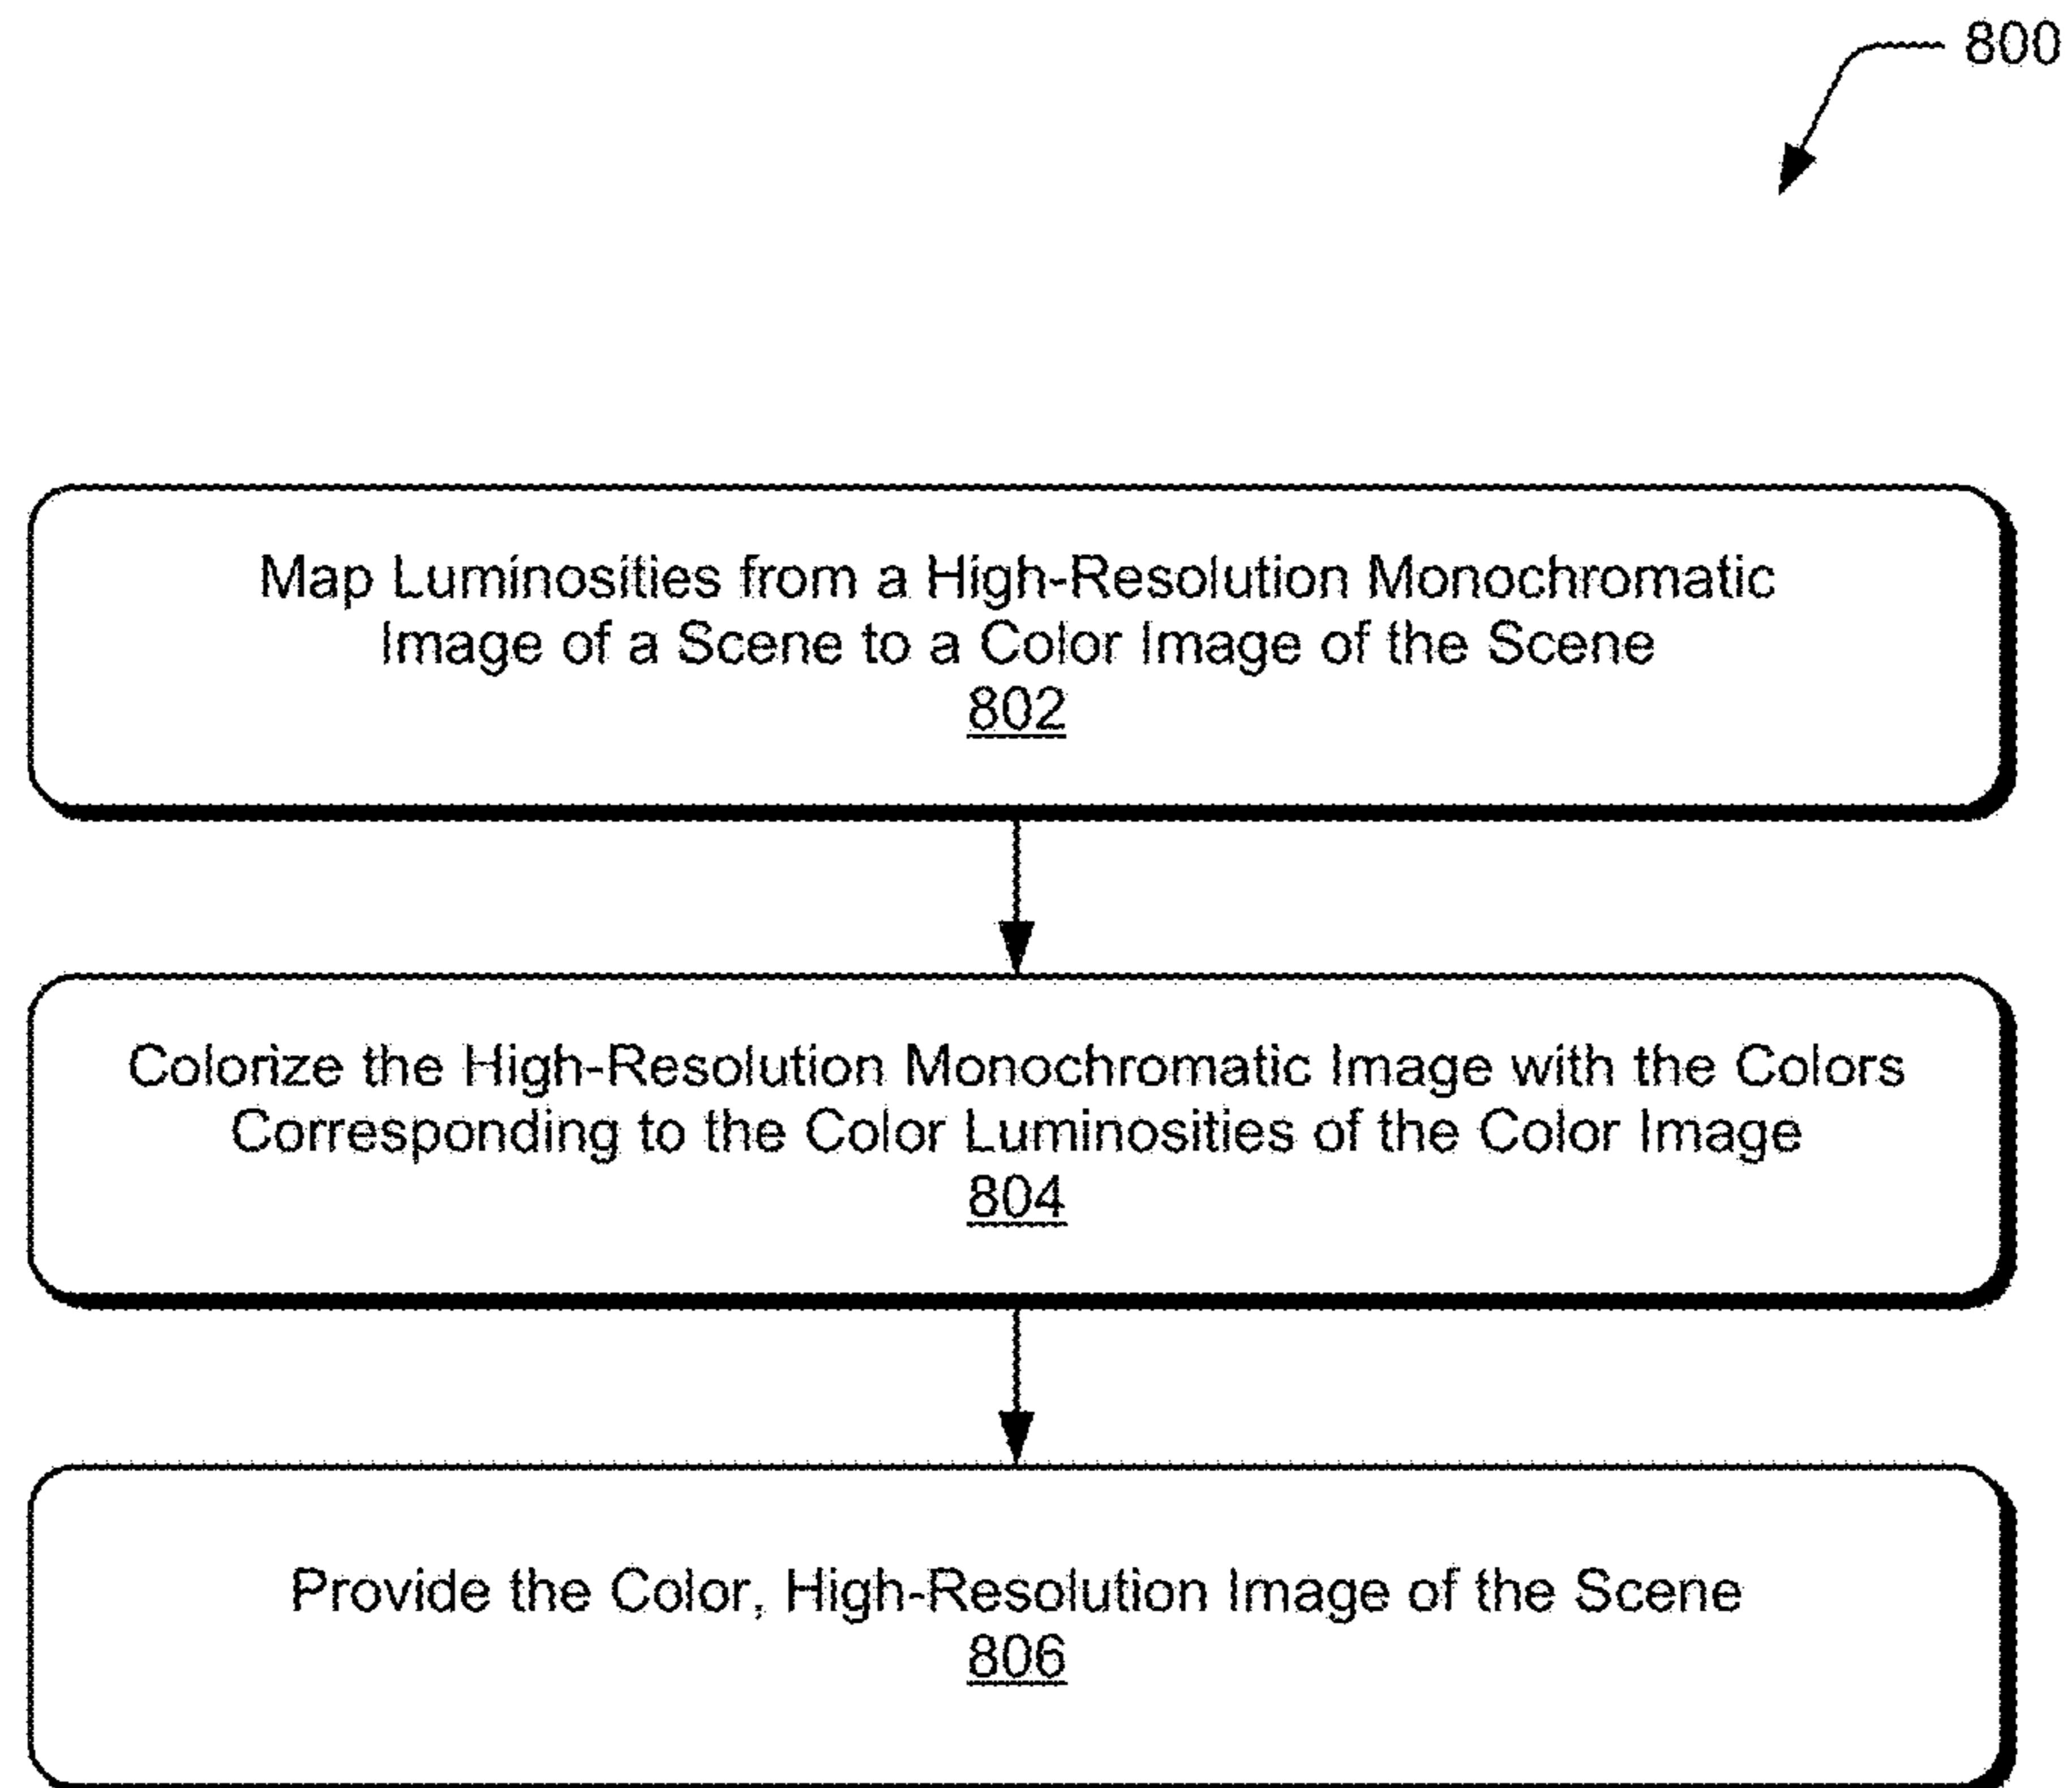 800
Map Luminosities from a High-Resolution Monochromatic
Image of a Scene to a Color Image of the Scene
802
Colorize the High-Resolution Monochromatic Image with the Colors
Corresponding to the Color Luminosities of the Color Image
804
Provide the Color, High-Resolution Image of the Scene
806